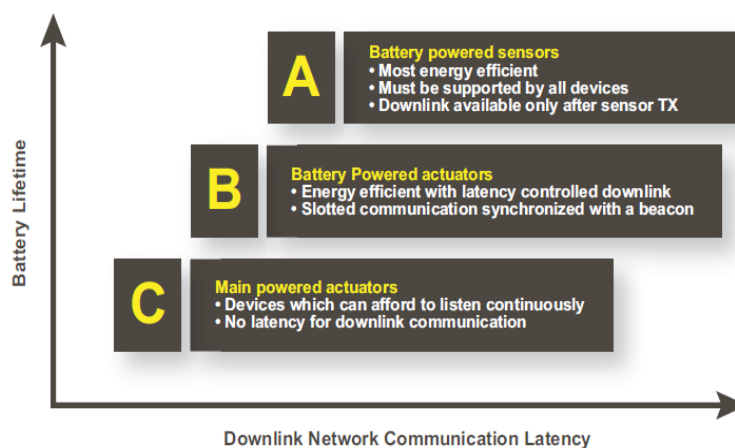 Battery Lifetime
A
Battery powered sensors
• Most energy efficient
• Must be supported by all devices
• Downlink available only after sensor TX
B
Battery Powered actuators
• Energy efficient with latency controlled downlink
• Slotted communication synchronized with a beacon
C
Main powered actuators
• Devices which can afford to listen continuously
• No latency for downlink communication
Downlink Network Communication Latency